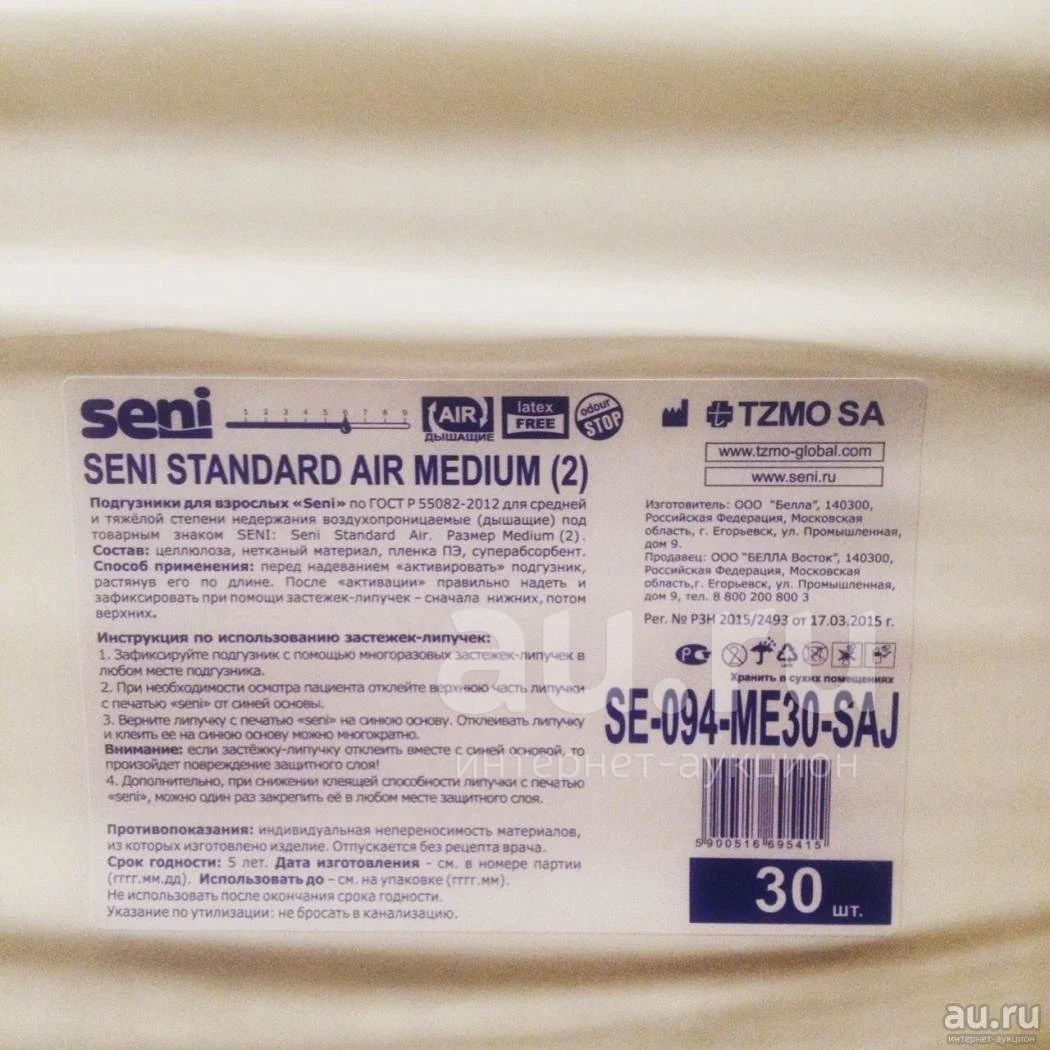 seni
1 2 3 4 5 6 7 8 9
AIR
ДЫШАЩИЕ
latex
FREE
odour
STOP
TZMO SA
www.tzmo-global.com
www.seni.ru
SENI STANDARD AIR MEDIUM (2)
Подгузники для взрослых «Seni» по ГОСТ Р 55082-2012 для средней
и тяжёлой степени недержания воздухопроницаемые (дышащие) под
товарным знаком SENI: Seni Standard Air. Размер Medium (2).
Состав: целлюлоза, нетканый материал, пленка ПЭ, суперабсорбент.
Способ применения: перед надеванием «активировать» подгузник,
растянув его по длине. После «активации» правильно надеть и
зафиксировать при помощи застежек-липучек – сначала нижних, потом
верхних.
Инструкция по использованию застежек-липучек:
1. Зафиксируйте подгузник с помощью многоразовых застежек-липучек в
любом месте подгузника.
2. При необходимости осмотра пациента отклейте верхнюю часть липучки
с печатью «seni» от синей основы.
3. Верните липучку с печатью «seni» на синюю основу. Отклеивать липучку
и клеить ее на синюю основу можно многократно.
Внимание: если застёжку-липучку отклеить вместе с синей основой, то
произойдет повреждение защитного слоя!
4. Дополнительно, при снижении клеящей способности липучки с печатью
«seni», можно один раз закрепить её в любом месте защитного слоя.
Противопоказания: индивидуальная непереносимость материалов,
из которых изготовлено изделие. Отпускается без рецепта врача.
Срок годности: 5 лет. Дата изготовления - см. в номере партии
(гггг.мм.дд). Использовать до – см. на упаковке (гггг.мм).
Не использовать после окончания срока годности.
Указание по утилизации: не бросать в канализацию.
Изготовитель: ООО "Белла", 140300,
Российская Федерация, Московская
область, г. Егорьевск, ул. Промышленная,
дом 9.
Продавец: ООО "БЕЛЛА Восток", 140300,
Российская Федерация, Московская
область,г. Егорьевск, ул. Промышленная,
дом 9, тел. 8 800 200 800 3
Рег. № РЗН 2015/2493 от 17.03.2015 г.
Хранить в сухих помещениях
SE-094-ME30-SAJ
5900516695415
30 шт.
au.ru
интернет-аукцион
au.ru
интернет-аукцион